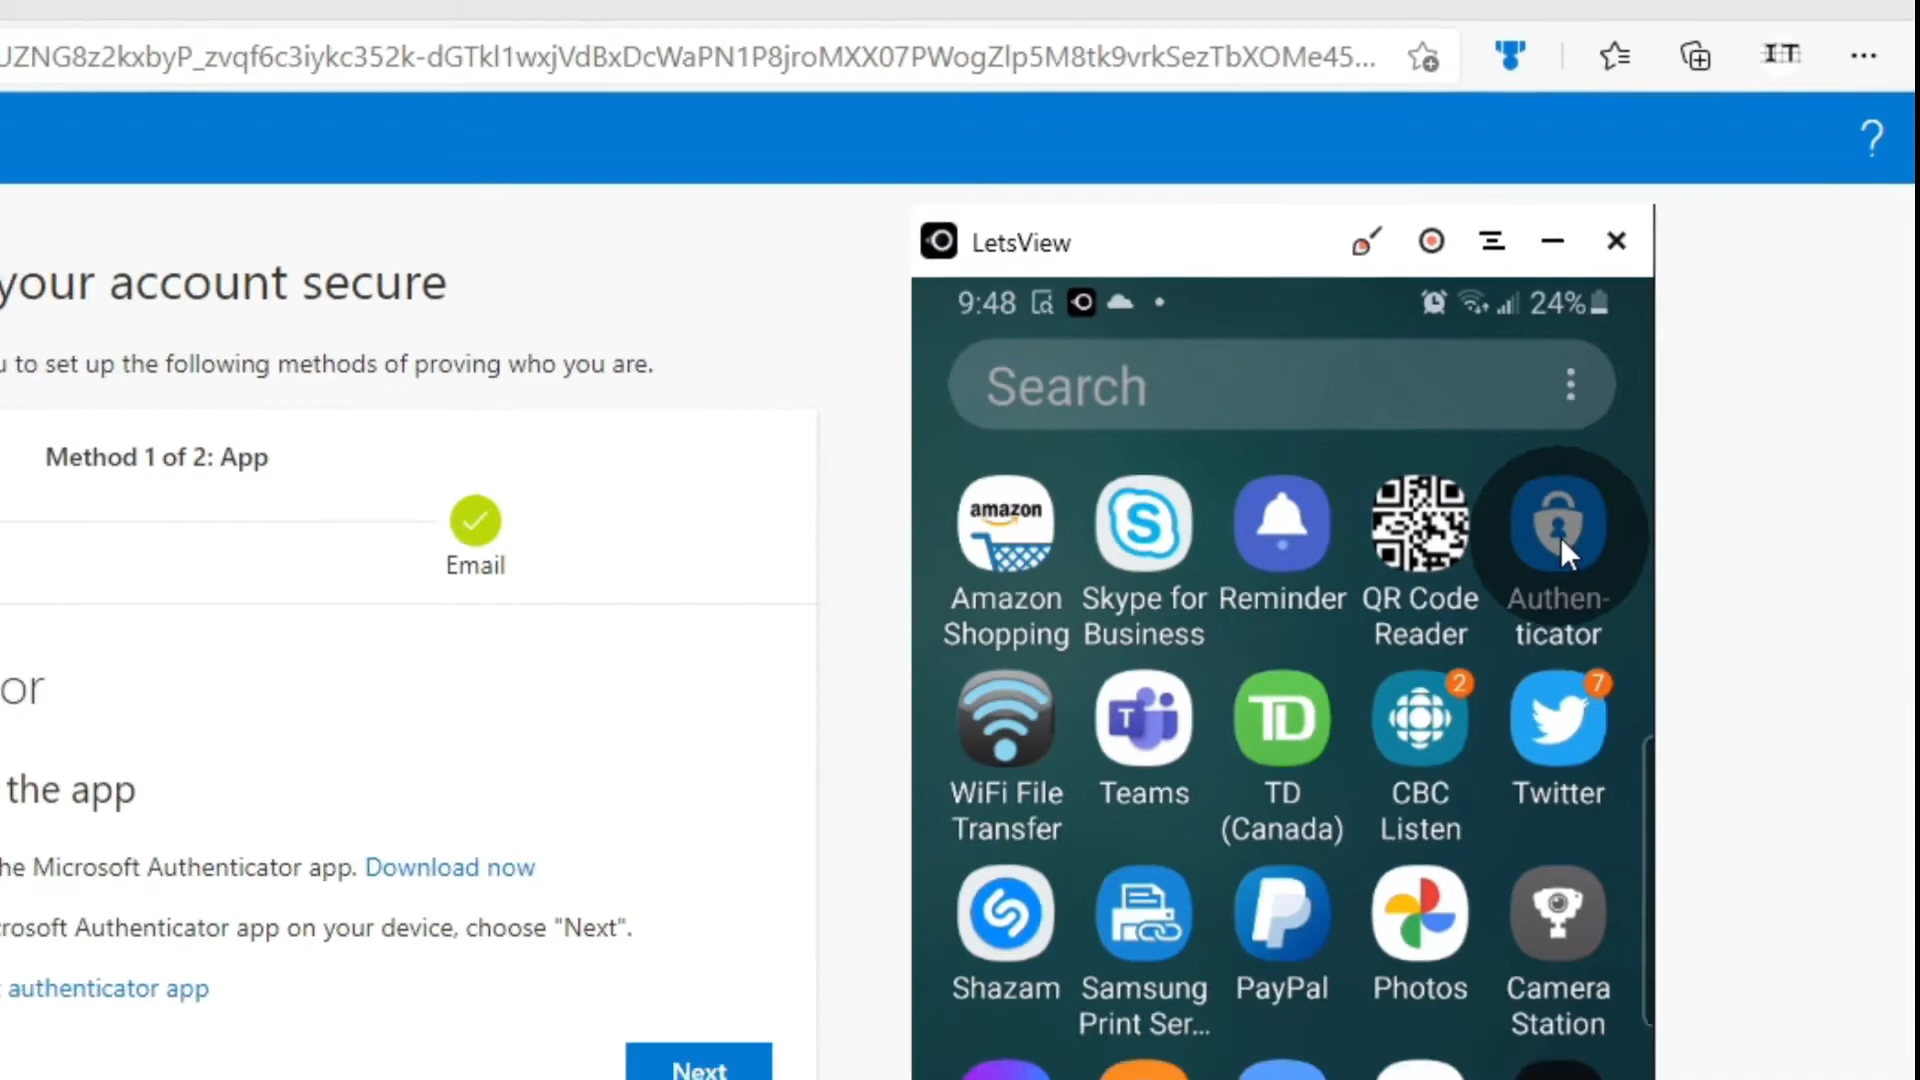 JZNG8z2kxbyP_zvqf6c3iykc352k-dGTkl1wxjVdBxDcWaPN1P8jroMXX07PWogZlp5M8tk9vrkSezTbXOMe45...
IT
?
your account secure
u to set up the following methods of proving who you are.
Method 1 of 2: App
Email
or
the app
he Microsoft Authenticator app. Download now
crosoft Authenticator app on your device, choose "Next".
authenticator app
Next
LetsView
9:48
24%
Search
amazon
Amazon Shopping
Skype for Business
Reminder
QR Code Reader
Authen-
ticator
WiFi File Transfer
T
Teams
TD
TD (Canada)
2
CBC Listen
7
Twitter
Shazam
Samsung Print Ser...
PayPal
Photos
Camera Station